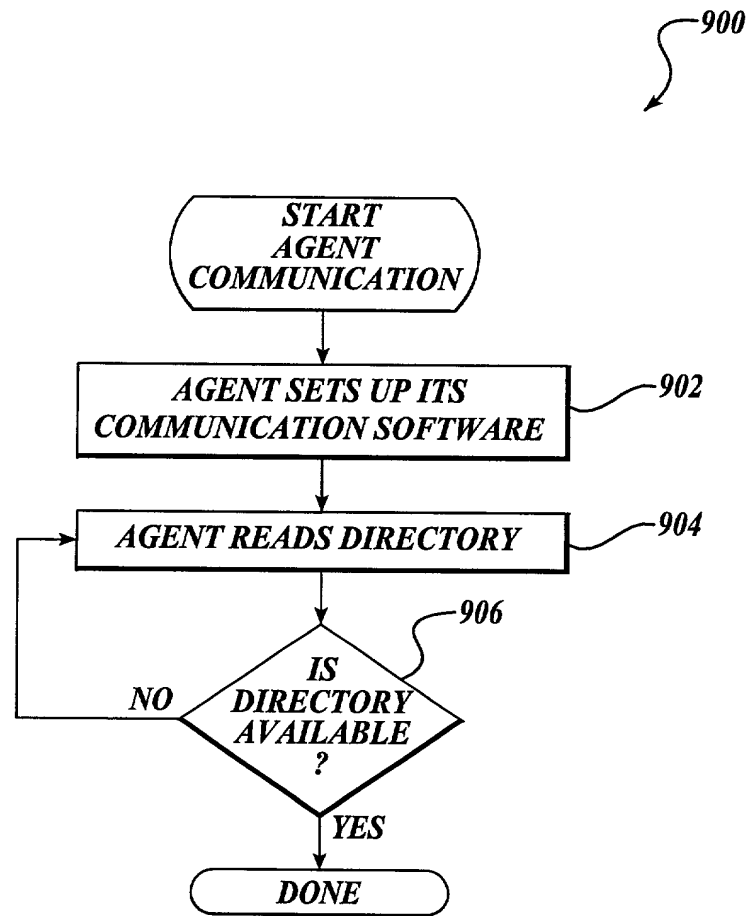 900
START
AGENT
COMMUNICATION
AGENT SETS UP ITS
COMMUNICATION SOFTWARE
902
AGENT READS DIRECTORY
904
906
IS
DIRECTORY
AVAILABLE
?
NO
YES
DONE